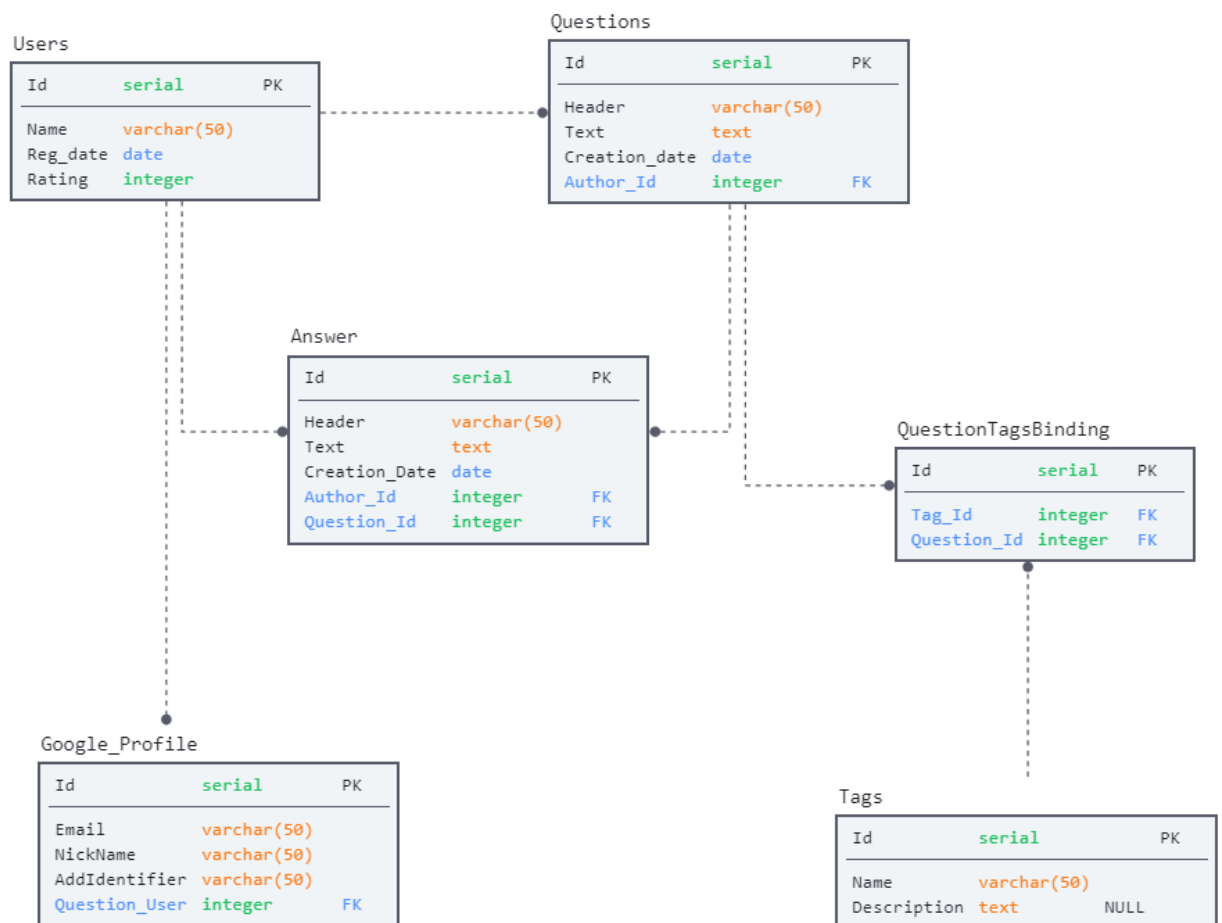 Users
Id serial PK
Name varchar(50)
Reg_date date
Rating integer
Questions
Id serial PK
Header varchar(50)
Text text
Creation_date date
Author_Id integer FK
Answer
Id serial PK
Header varchar(50)
Text text
Creation_Date date
Author_Id integer FK
Question_Id integer FK
QuestionTagsBinding
Id serial PK
Tag_Id integer FK
Question_Id integer FK
Google_Profile
Id serial PK
Email varchar(50)
NickName varchar(50)
AddIdentifier varchar(50)
Question_User integer FK
Tags
Id serial PK
Name varchar(50)
Description text NULL